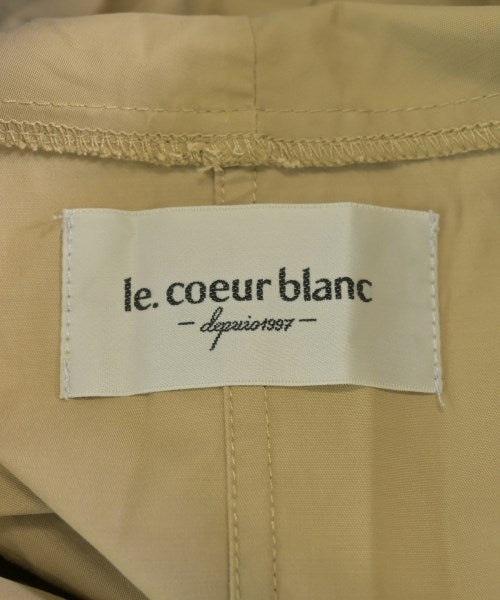 le. coeur blanc
- depuis1997 -